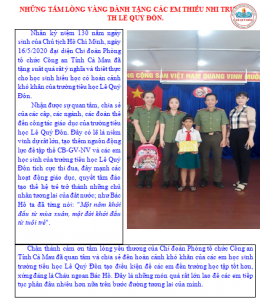 NHỮNG TẤM LÒNG VÀNG DÀNH TẶNG CÁC EM THIẾU NHI TRƯỜNG
TH LÊ QUÝ ĐÔN.
Nhân kỷ niệm 130 năm ngày
sinh của Chủ tịch Hồ Chí Minh, ngày
16/5/2020 đại diện Chi đoàn Phòng
tổ chức Công an Tỉnh Cà Mau đã
tặng suất quà rất ý nghĩa và thiết thực
cho học sinh hiếu học có hoàn cảnh
khó khăn của trường tiểu học Lê Quý
Đôn.
Nhận được sự quan tâm, chia sẻ
của các cấp, các ngành, các đoàn thể
đến công tác giáo dục của trường tiểu
học Lê Quý Đôn. Đây có lẽ là niềm
vinh dự rất lớn, tạo thêm nguồn động
lực để tập thể CB-GV-NV và các em
học sinh của trường tiểu học Lê Quý
Đôn tích cực thi đua, đẩy mạnh các
hoạt động giáo dục, quyết tâm đào
tạo thế hệ trẻ trở thành những chủ
nhân tương lai của đất nước; như Bác
Hồ ta đã từng nói: "Một năm khởi
đầu từ mùa xuân, một đời khởi đầu
từ tuổi trẻ".
CỘNG SẢN VIỆT NAM QUANG VINH MUÔN
Chân thành cảm ơn tấm lòng yêu thương của Chi đoàn Phòng tổ chức Công
an Tỉnh Cà Mau đã quan tâm và chia sẻ đến hoàn cảnh khó khăn của các em học sinh
trường tiểu học Lê Quý Đôn tạo điều kiện để các em đến trường học tập tốt hơn,
xứng đáng là Cháu ngoan Bác Hồ. Đây là những món quà rất lớn lao để các em tiếp
tục phấn đấu nhiều hơn nữa trên bước đường tương lai của mình.